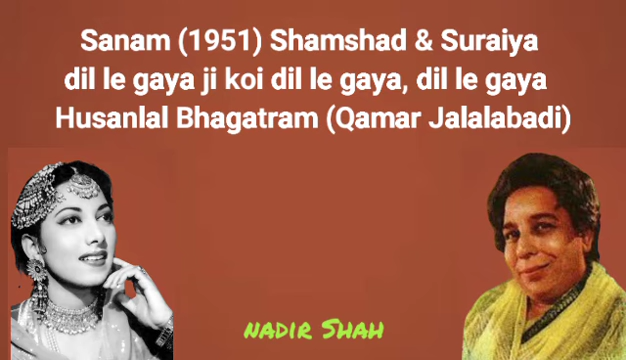 Sanam (1951) Shamshad & Suraiya
dil le gaya ji koi dil le gaya, dil le gaya
Husanlal Bhagatram (Qamar Jalalabadi)
NADIR SHAH